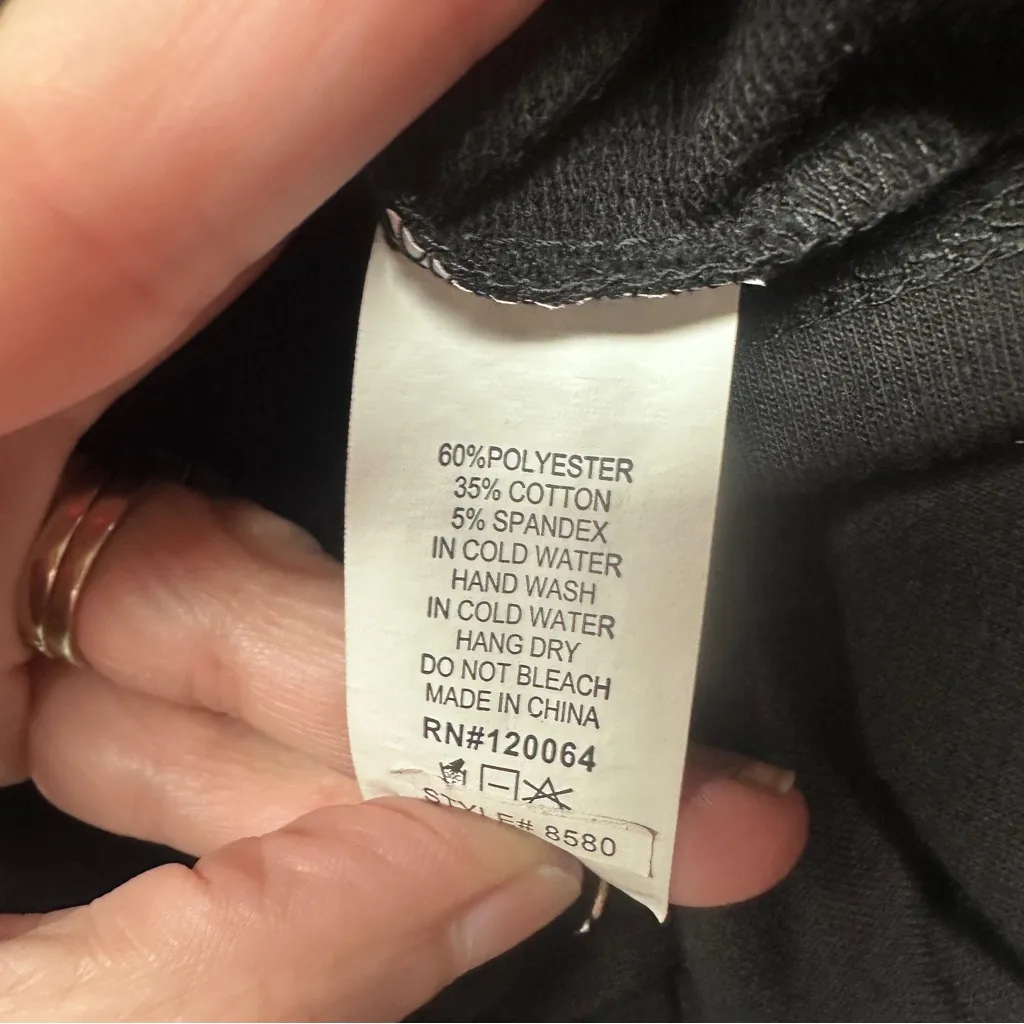 60%POLYESTER
35% COTTON
5% SPANDEX
IN COLD WATER
HAND WASH
IN COLD WATER
HANG DRY
DO NOT BLEACH
MADE IN CHINA
RN#120064
STYLE# 8580